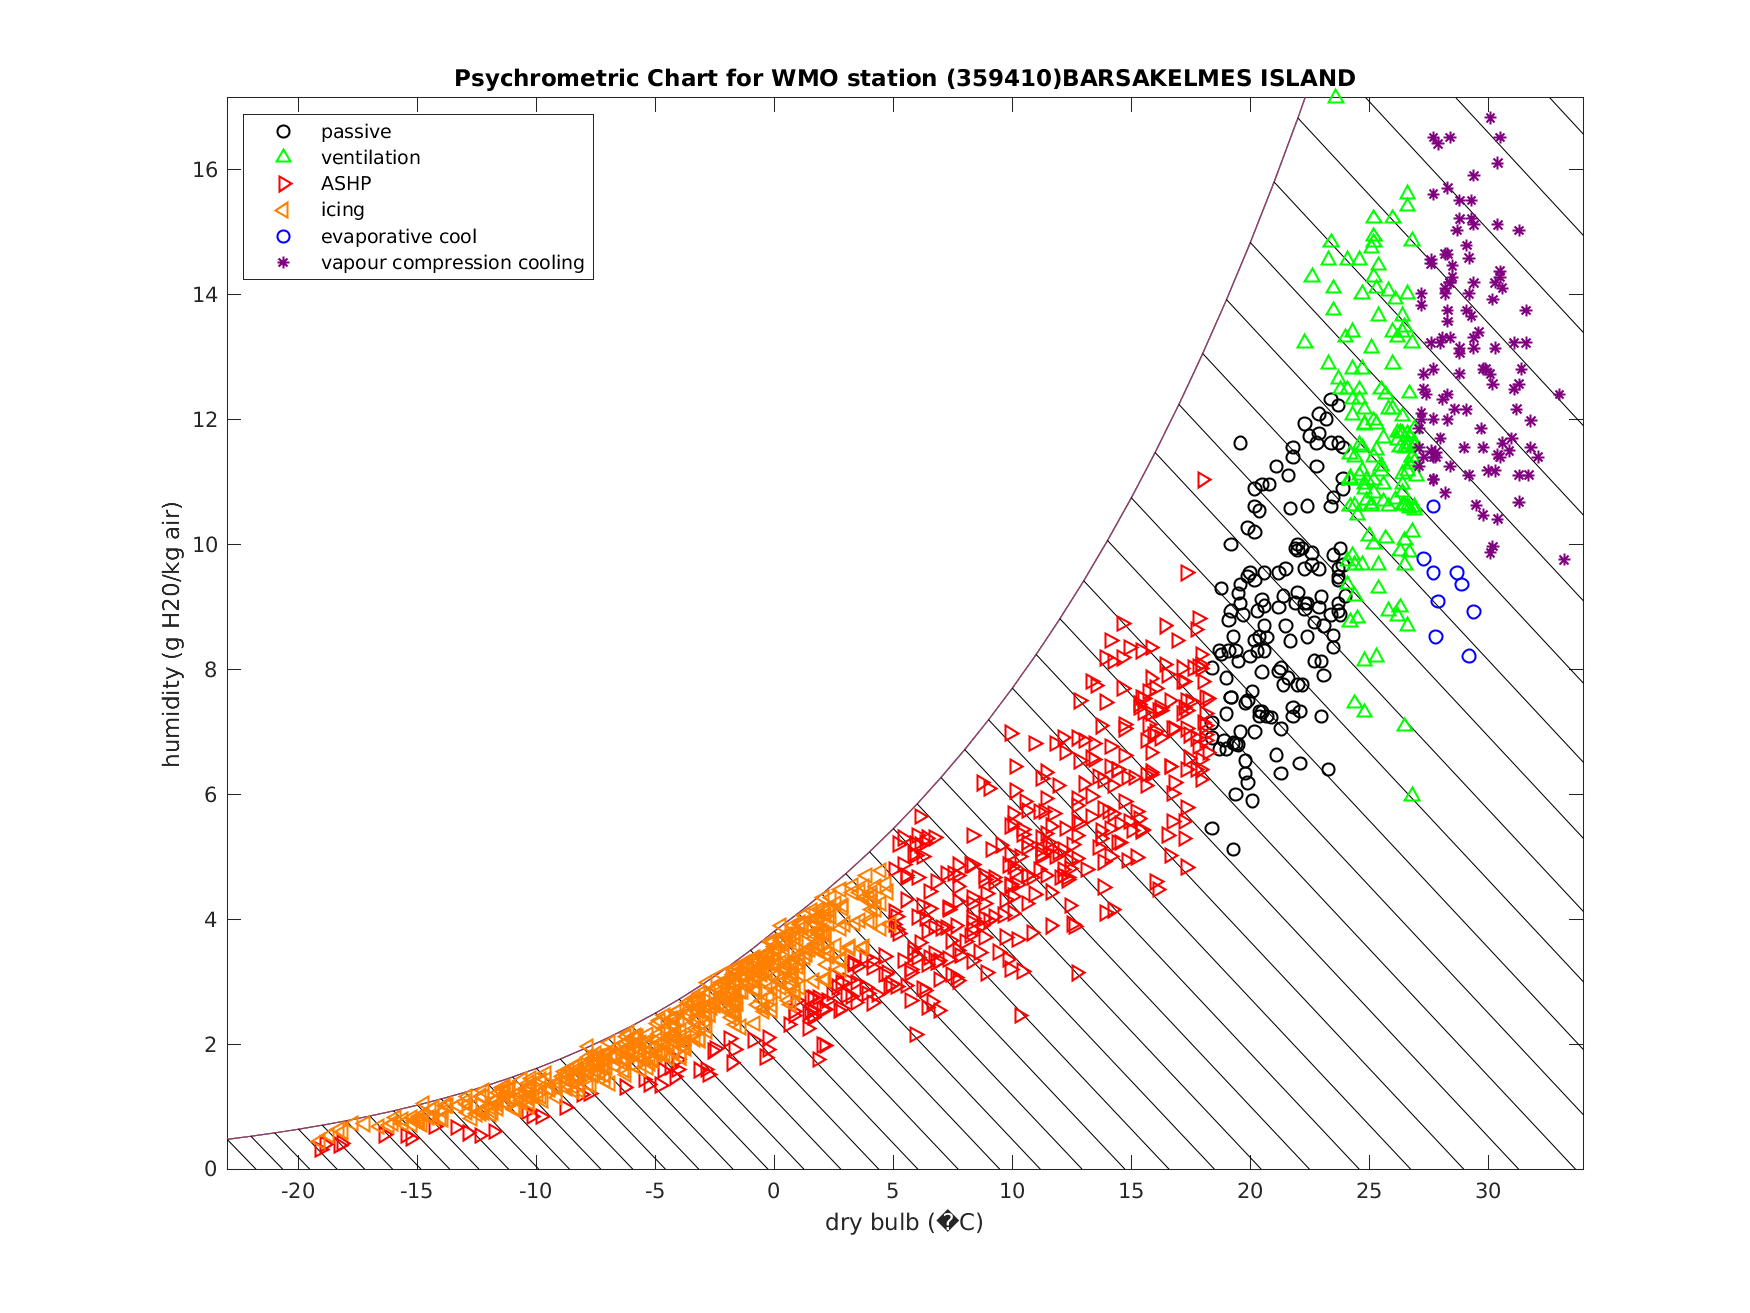 Psychrometric Chart for WMO station (359410)BARSAKELMES ISLAND
passive
ventilation
ASHP
icing
evaporative cool
vapour compression cooling
humidity (g H20/kg air)
16
14
12
10
8
6
4
2
0
-20 -15 -10 -5 0 5 10 15 20 25 30
dry bulb (�C)